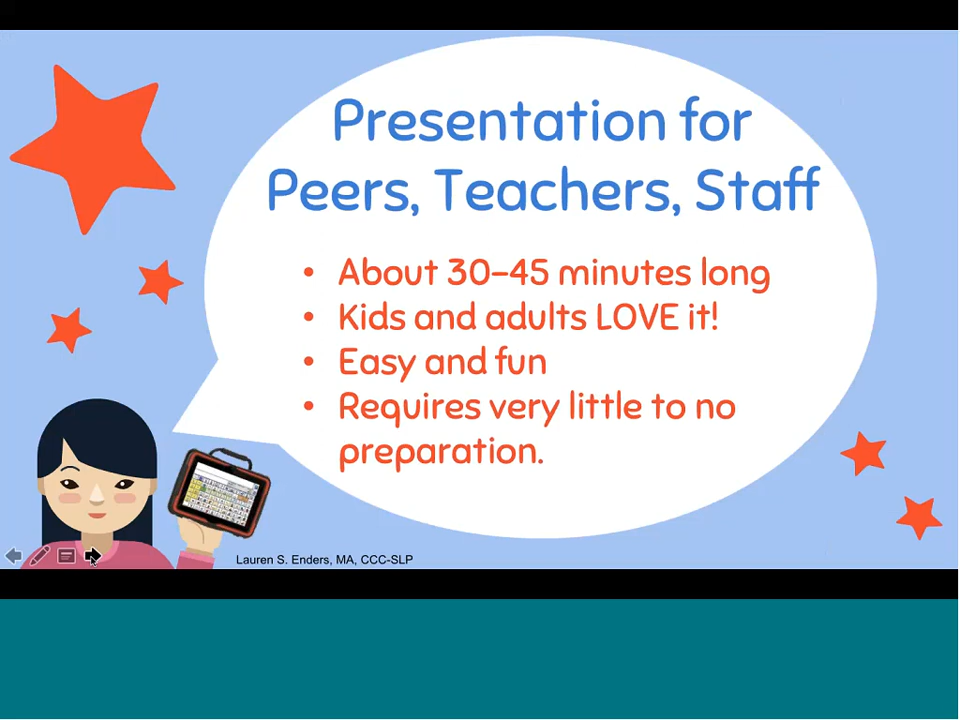 Presentation for
Peers, Teachers, Staff
• About 30-45 minutes long
• Kids and adults LOVE it!
• Easy and fun
• Requires very little to no
preparation.
Lauren S. Enders, MA, CCC-SLP